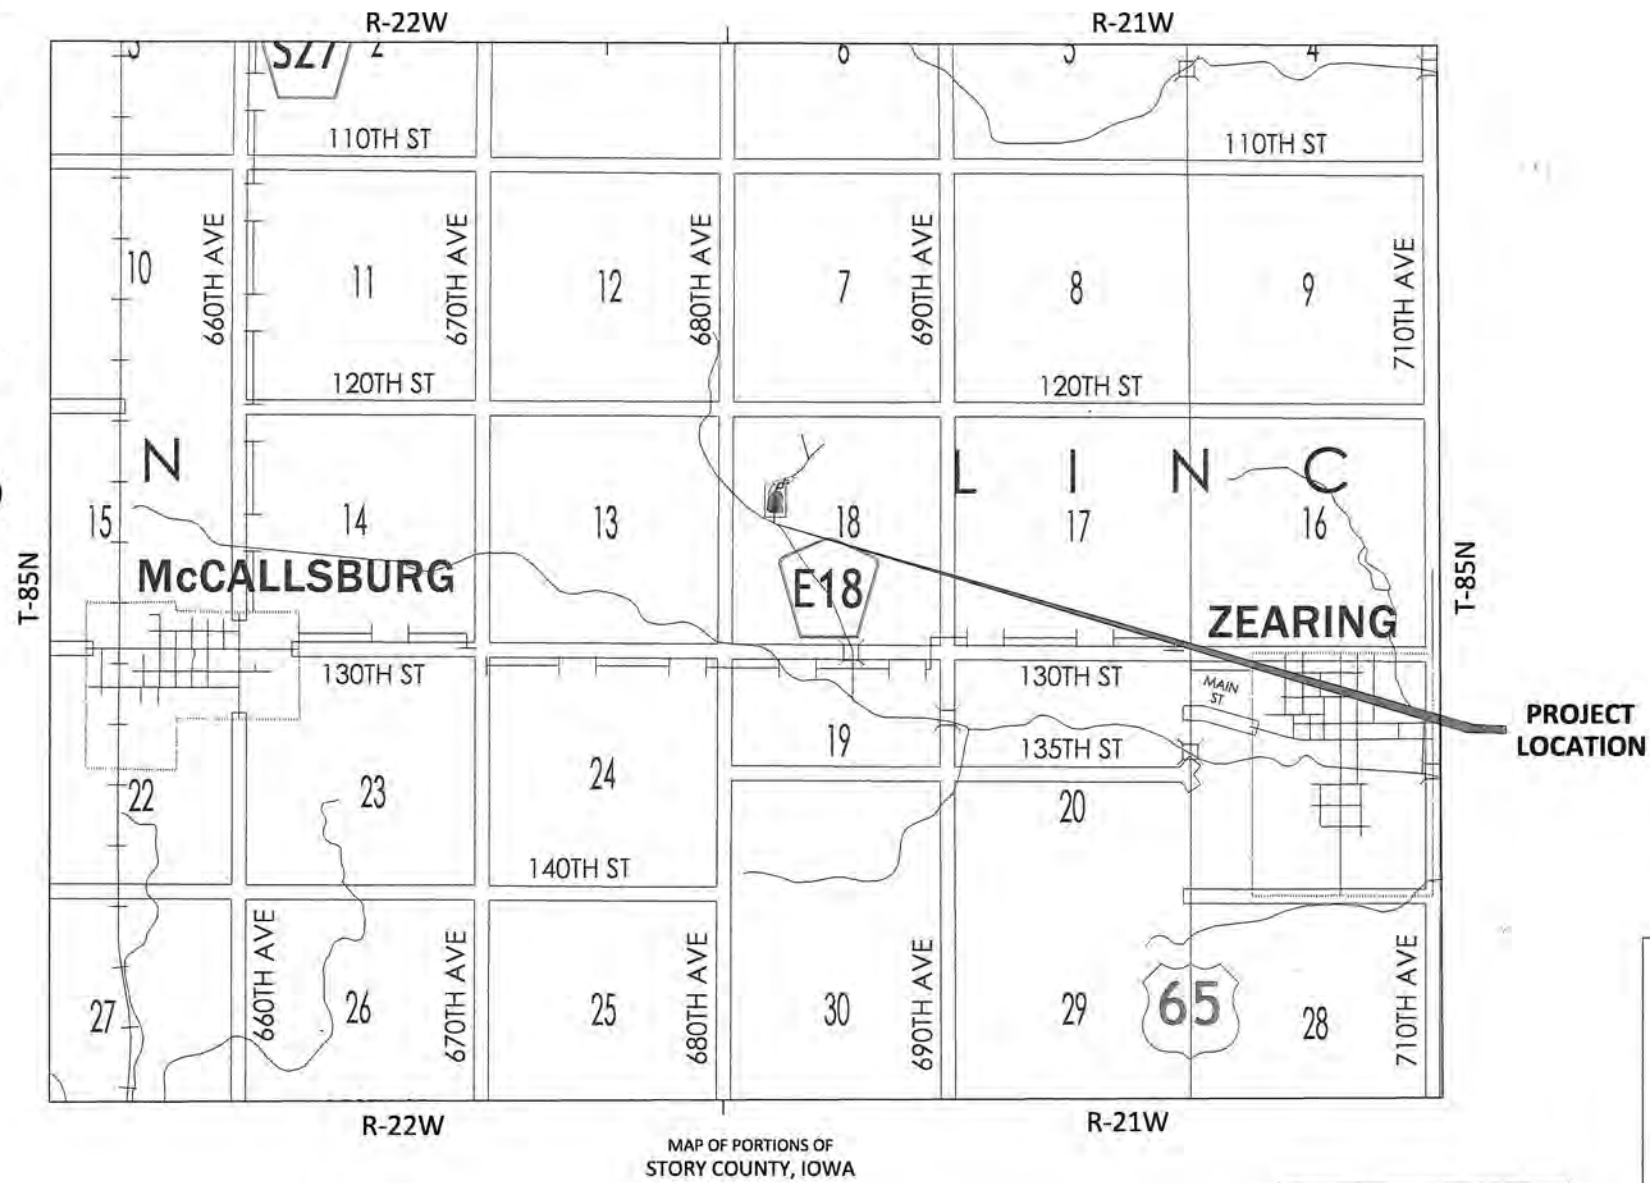 R-22W
R-21W
S27
2
6
5
4
110TH ST
110TH ST
660TH AVE
670TH AVE
680TH AVE
690TH AVE
710TH AVE
10
11
12
7
8
9
120TH ST
120TH ST
N
L I N C
15
14
13
18
17
16
T-85N
T-85N
McCALLSBURG
E18
ZEARING
130TH ST
130TH ST
MAIN
ST
PROJECT
LOCATION
19
135TH ST
22
23
24
20
140TH ST
660TH AVE
670TH AVE
680TH AVE
690TH AVE
710TH AVE
27
26
25
30
29
65
28
R-22W
R-21W
MAP OF PORTIONS OF
STORY COUNTY, IOWA